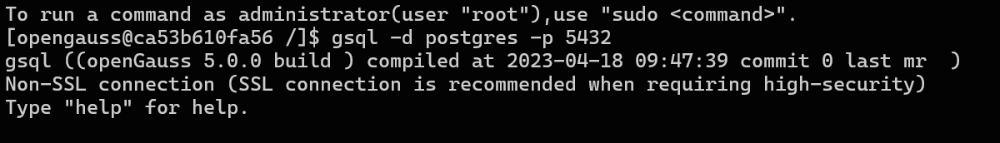 To run a command as administrator(user "root"),use "sudo <command>".
[opengauss@ca53b610fa56 /]$ gsql -d postgres -p 5432
gsql ((openGauss 5.0.0 build ) compiled at 2023-04-18 09:47:39 commit 0 last mr  )
Non-SSL connection (SSL connection is recommended when requiring high-security)
Type "help" for help.